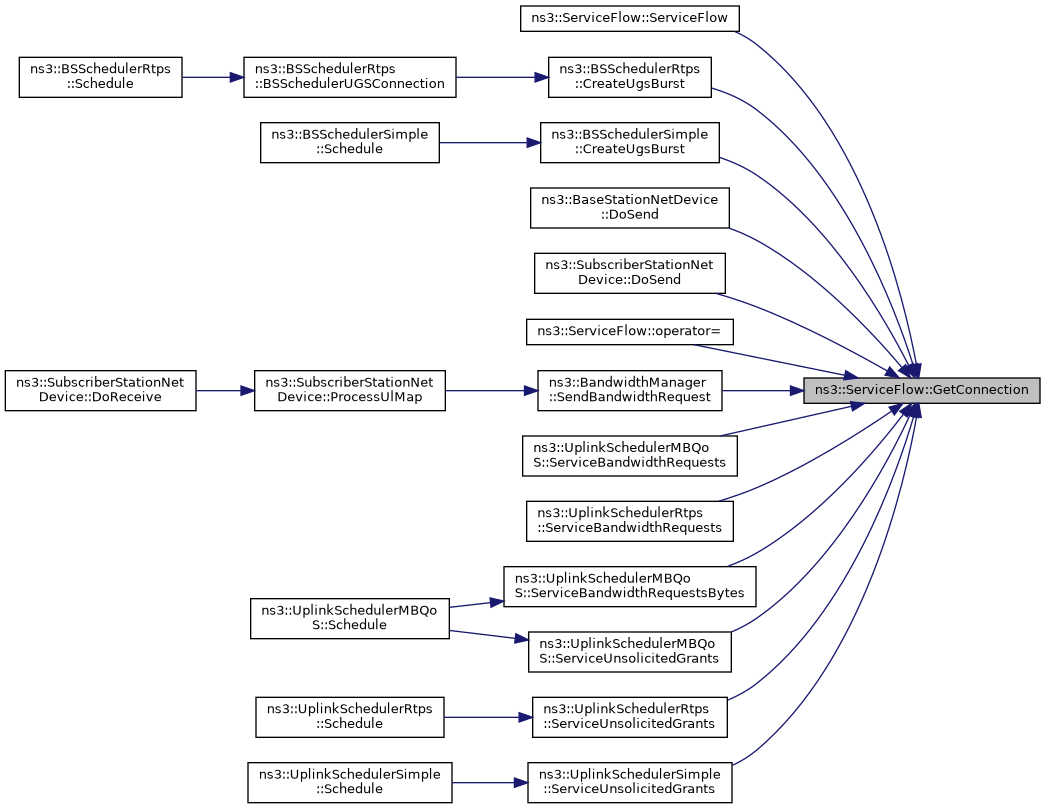 ns3::ServiceFlow::ServiceFlow
ns3::BSSchedulerRtps
::Schedule
ns3::BSSchedulerRtps
::BSSchedulerUGSConnection
ns3::BSSchedulerRtps
::CreateUgsBurst
ns3::BSSchedulerSimple
::Schedule
ns3::BSSchedulerSimple
::CreateUgsBurst
ns3::BaseStationNetDevice
::DoSend
ns3::SubscriberStationNet
Device::DoSend
ns3::ServiceFlow::operator=
ns3::SubscriberStationNet
Device::DoReceive
ns3::SubscriberStationNet
Device::ProcessUlMap
ns3::BandwidthManager
::SendBandwidthRequest
ns3::ServiceFlow::GetConnection
ns3::UplinkSchedulerMBQo
S::ServiceBandwidthRequests
ns3::UplinkSchedulerRtps
::ServiceBandwidthRequests
ns3::UplinkSchedulerMBQo
S::ServiceBandwidthRequestsBytes
ns3::UplinkSchedulerMBQo
S::Schedule
ns3::UplinkSchedulerMBQo
S::ServiceUnsolicitedGrants
ns3::UplinkSchedulerRtps
::Schedule
ns3::UplinkSchedulerRtps
::ServiceUnsolicitedGrants
ns3::UplinkSchedulerSimple
::Schedule
ns3::UplinkSchedulerSimple
::ServiceUnsolicitedGrants